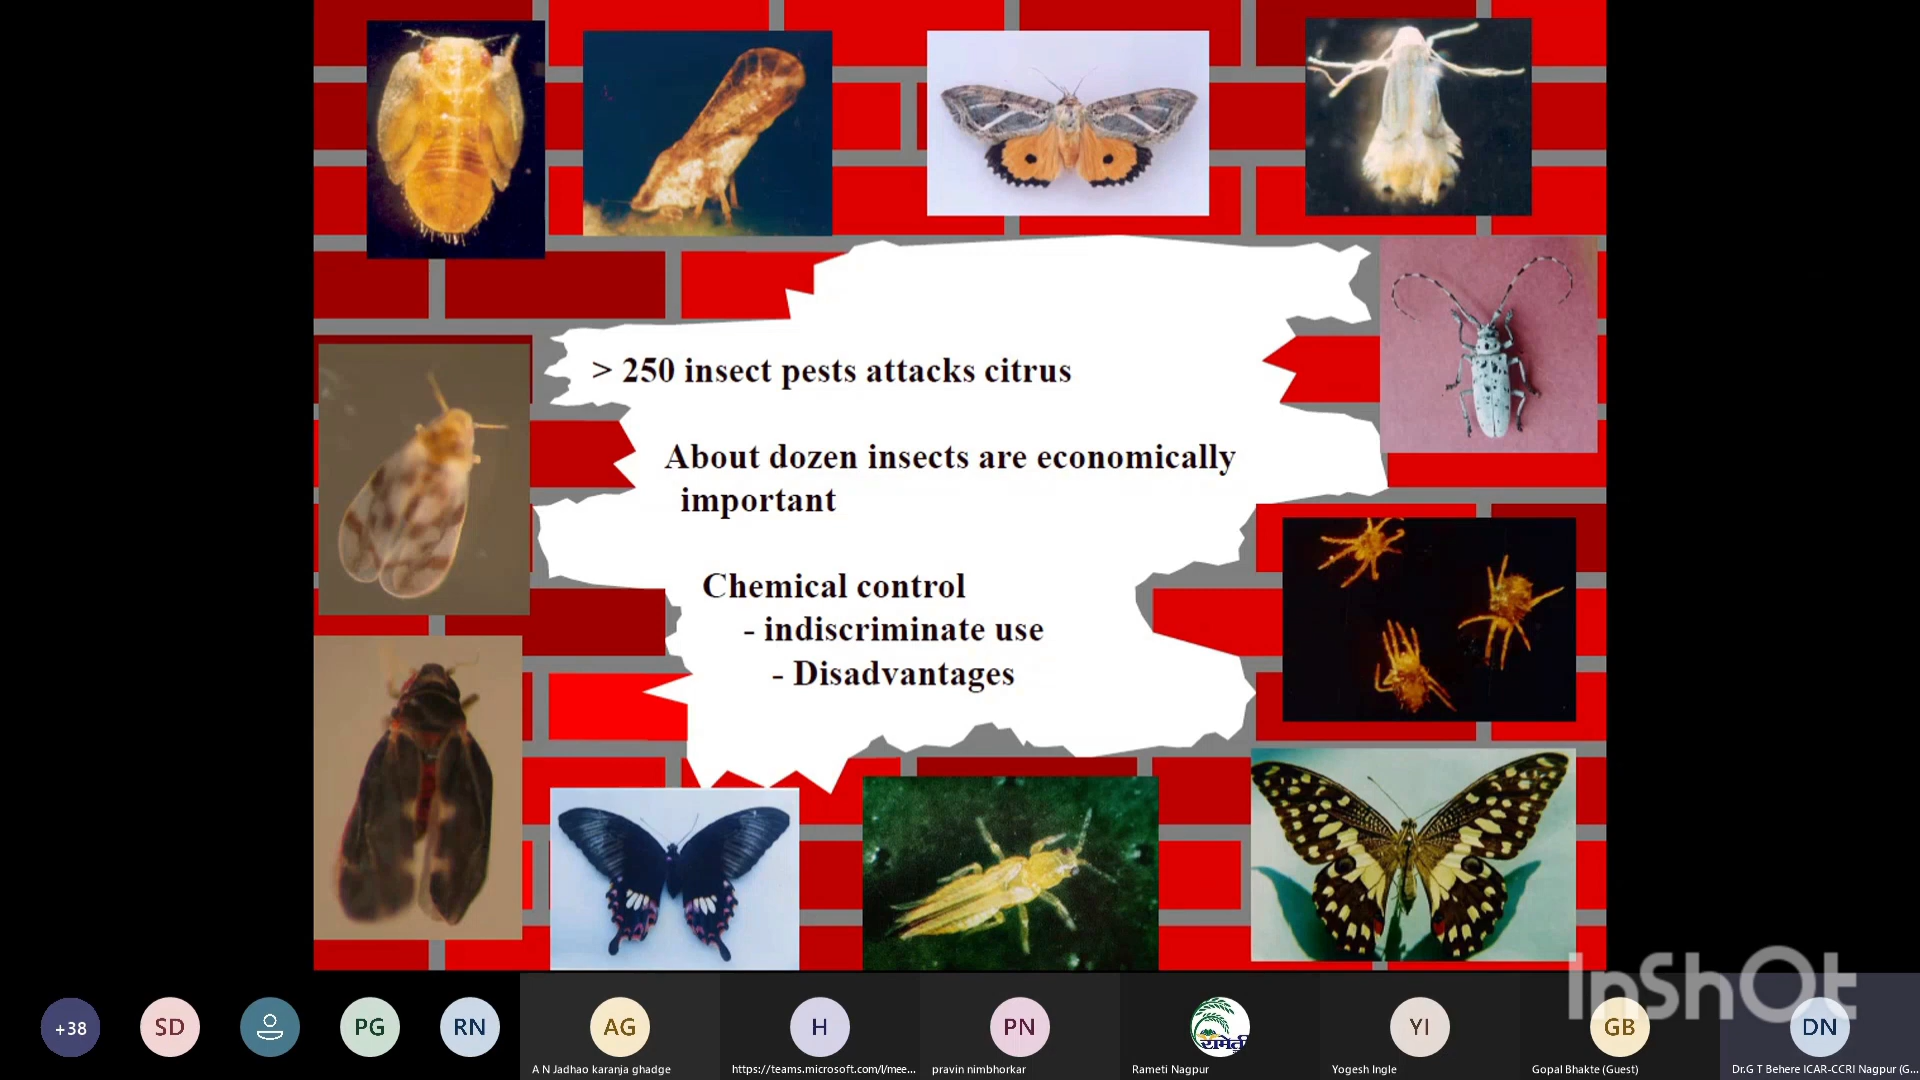 > 250 insect pests attacks citrus
About dozen insects are economically
important
Chemical control
- indiscriminate use
- Disadvantages
InShOt
+38
SD
PG
RN
AG
H
PN
रामेती
YI
GB
DN
A N Jadhao karanja ghadge
https://teams.microsoft.com/l/mee...
pravin nimbhorkar
Rameti Nagpur
Yogesh Ingle
Gopal Bhakte (Guest)
Dr.G T Behere ICAR-CCRI Nagpur (G...